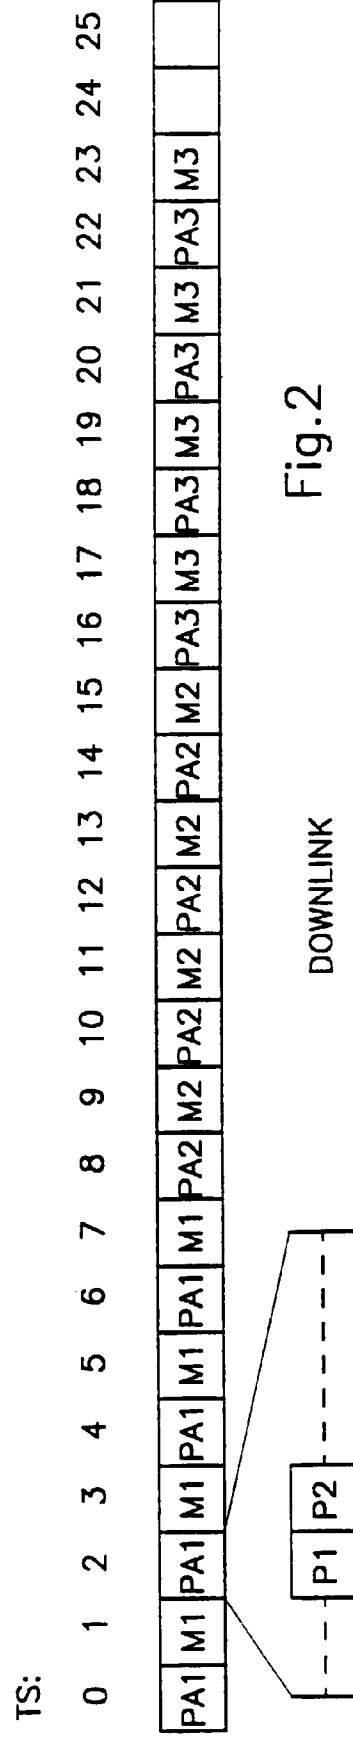 TS:
0 1 2 3 4 5 6 7 8 9 10 11 12 13 14 15 16 17 18 19 20 21 22 23 24 25
PA1 M1 PA1 M1 PA1 M1 PA1 M1 PA2 M2 PA2 M2 PA2 M2 PA2 M2 PA3 M3 PA3 M3 PA3 M3 PA3 M3
P1 P2
DOWNLINK
Fig.2